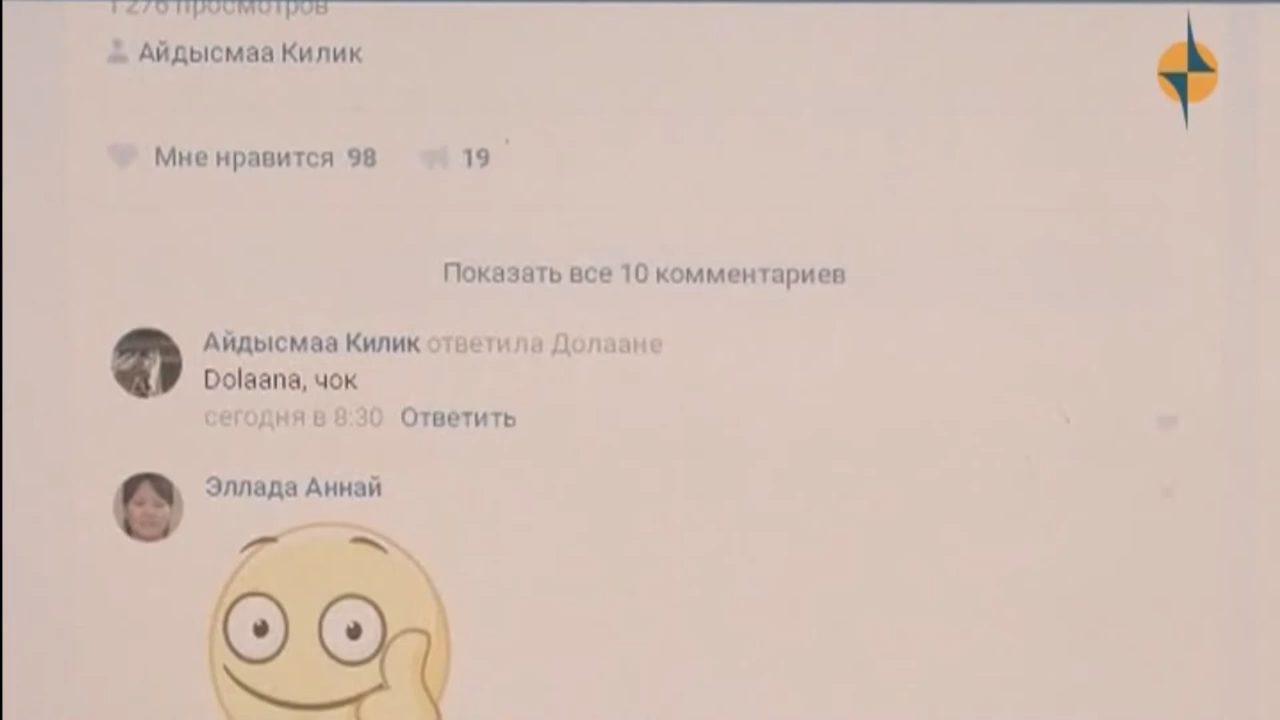 1 276 просмотров
Айдысмаа Килик
Мне нравится 98 19
Показать все 10 комментариев
Айдысмаа Килик ответила Долаане
Dolaana, чок
сегодня в 8:30 Ответить
Эллада Аннай